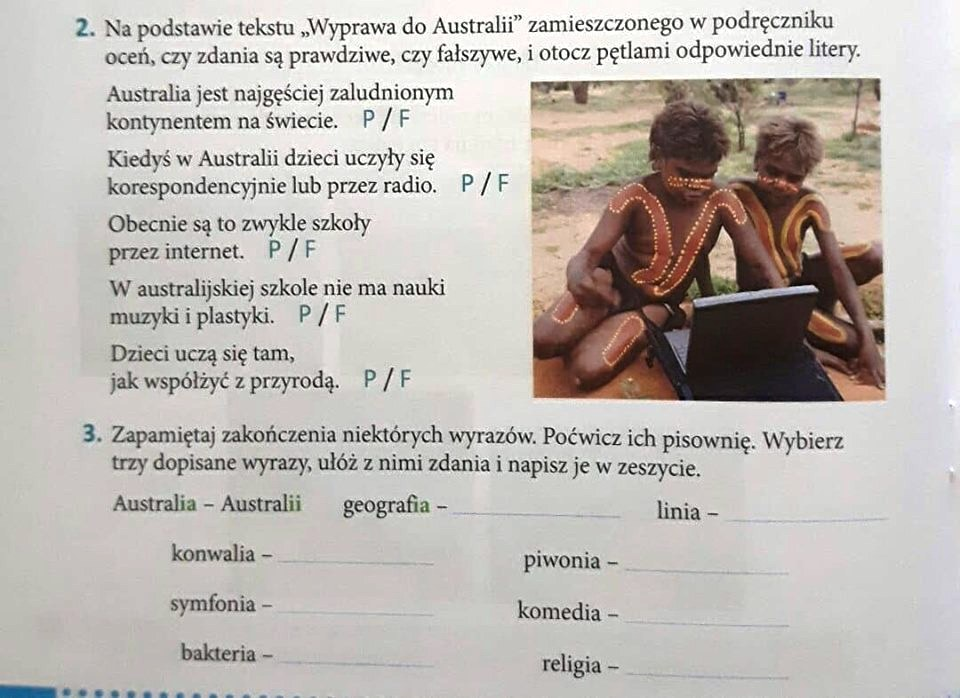 2. Na podstawie tekstu „Wyprawa do Australii” zamieszczonego w podręczniku
oceń, czy zdania są prawdziwe, czy fałszywe, i otocz pętlami odpowiednie litery.
Australia jest najgęściej zaludnionym
kontynentem na świecie. P / F
Kiedyś w Australii dzieci uczyły się
korespondencyjnie lub przez radio. P / F
Obecnie są to zwykle szkoły
przez internet. P / F
W australijskiej szkole nie ma nauki
muzyki i plastyki. P / F
Dzieci uczą się tam,
jak współżyć z przyrodą. P / F
3. Zapamiętaj zakończenia niektórych wyrazów. Poćwicz ich pisownię. Wybierz
trzy dopisane wyrazy, ułóż z nimi zdania i napisz je w zeszycie.
Australia – Australii geografia – linia –
konwalia – piwonia –
symfonia – komedia –
bakteria – religia –